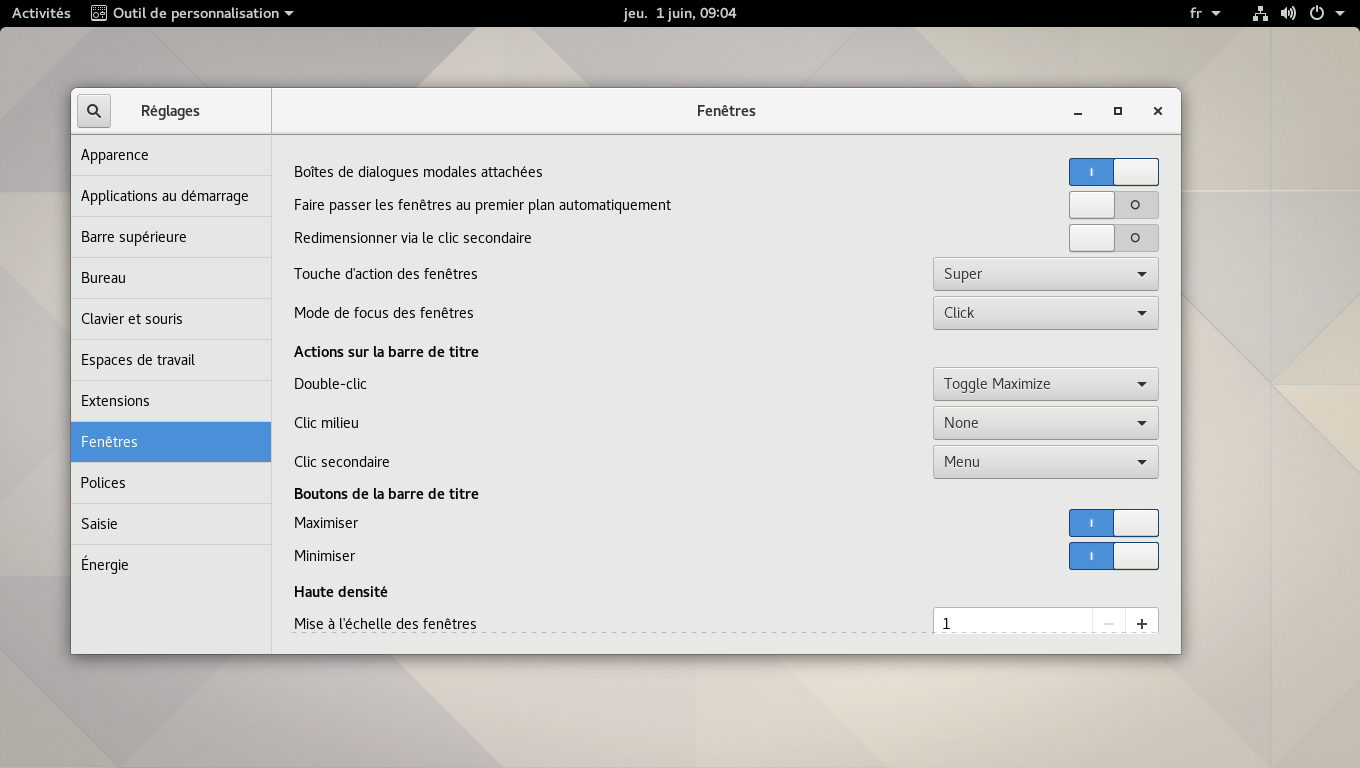 Activités Outil de personnalisation jeu. 1 juin, 09:04 fr
Réglages Fenêtres
Apparence
Applications au démarrage
Barre supérieure
Bureau
Clavier et souris
Espaces de travail
Extensions
Fenêtres
Polices
Saisie
Énergie
Boîtes de dialogues modales attachées
Faire passer les fenêtres au premier plan automatiquement
Redimensionner via le clic secondaire
Touche d'action des fenêtres Super
Mode de focus des fenêtres Click
Actions sur la barre de titre
Double-clic Toggle Maximize
Clic milieu None
Clic secondaire Menu
Boutons de la barre de titre
Maximiser
Minimiser
Haute densité
Mise à l'échelle des fenêtres 1